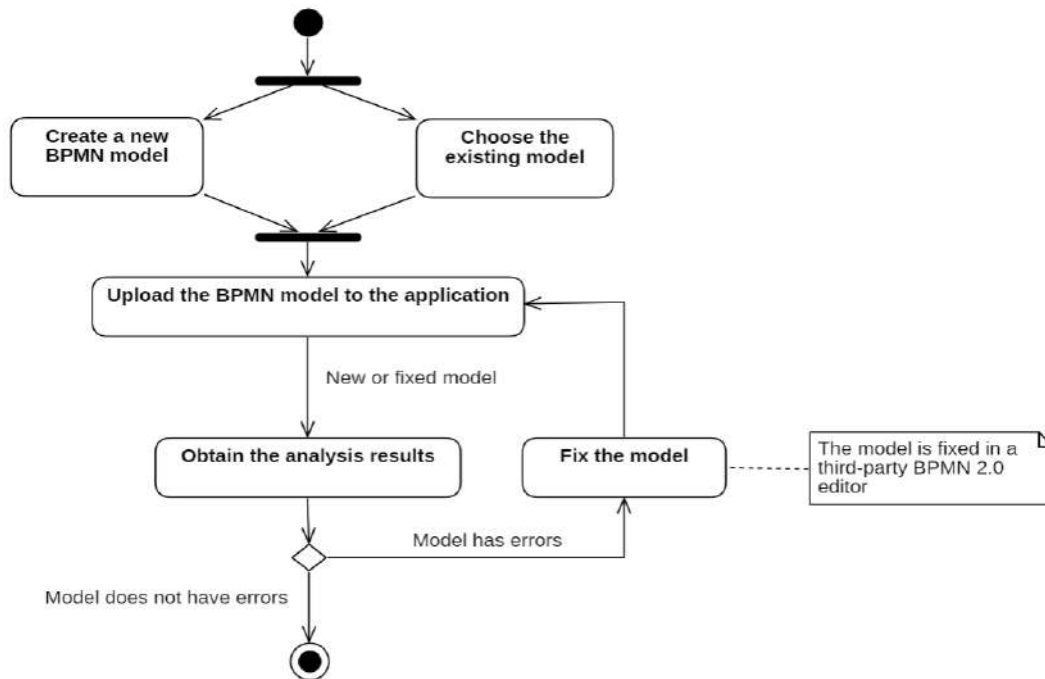 Create a new
BPMN model
Choose the
existing model
Upload the BPMN model to the application
New or fixed model
Obtain the analysis results
Fix the model
The model is fixed in a
third-party BPMN 2.0
editor
Model has errors
Model does not have errors